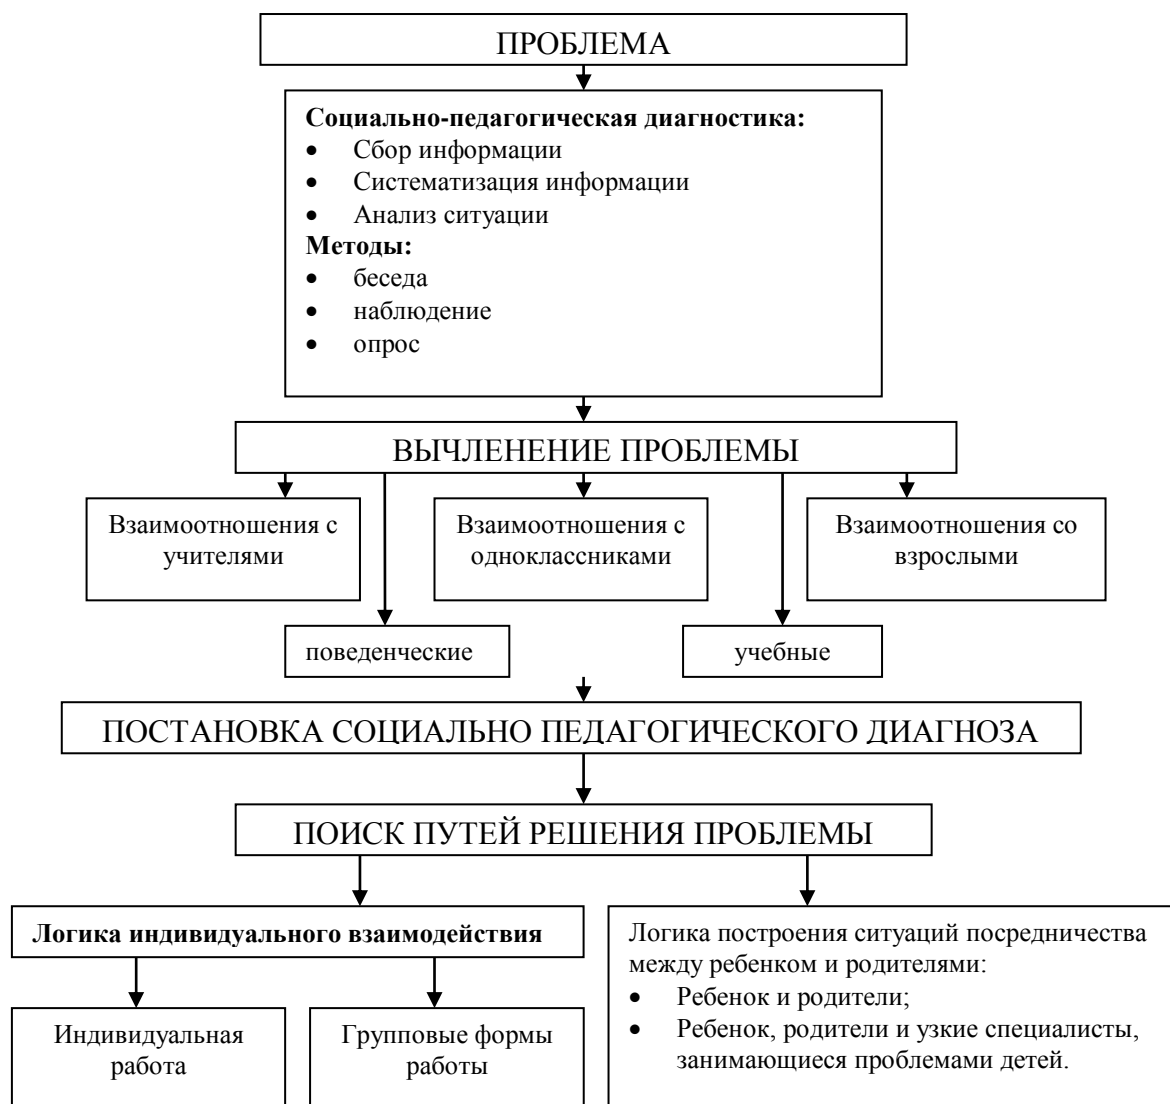 ПРОБЛЕМА
Социально-педагогическая диагностика:
• Сбор информации
• Систематизация информации
• Анализ ситуации
Методы:
• беседа
• наблюдение
• опрос
ВЫЧЛЕНЕНИЕ ПРОБЛЕМЫ
Взаимоотношения с
учителями
Взаимоотношения с
одноклассниками
Взаимоотношения со
взрослыми
поведенческие
учебные
ПОСТАНОВКА СОЦИАЛЬНО ПЕДАГОГИЧЕСКОГО ДИАГНОЗА
ПОИСК ПУТЕЙ РЕШЕНИЯ ПРОБЛЕМЫ
Логика индивидуального взаимодействия
Индивидуальная
работа
Групповые формы
работы
Логика построения ситуаций посредничества
между ребенком и родителями:
• Ребенок и родители;
• Ребенок, родители и узкие специалисты,
занимающиеся проблемами детей.